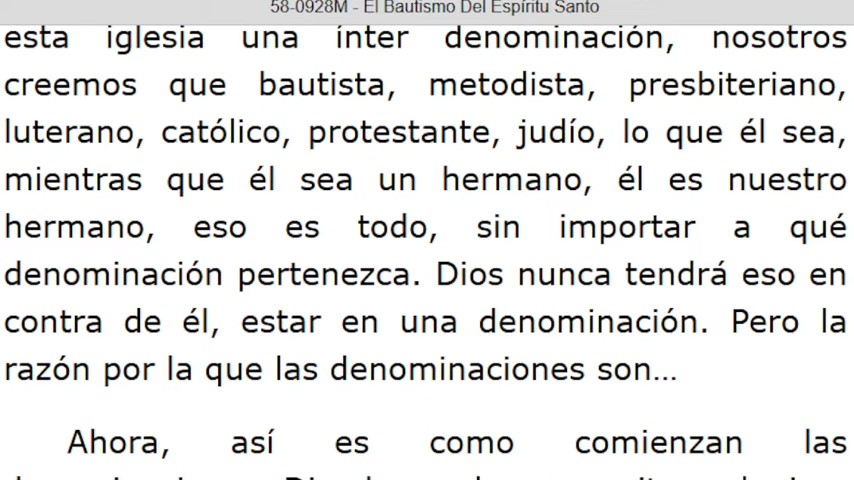 58-0928M - El Bautismo Del Espíritu Santo
esta iglesia una ínter denominación, nosotros
creemos que bautista, metodista, presbiteriano,
luterano, católico, protestante, judío, lo que él sea,
mientras que él sea un hermano, él es nuestro
hermano, eso es todo, sin importar a qué
denominación pertenezca. Dios nunca tendrá eso en
contra de él, estar en una denominación. Pero la
razón por la que las denominaciones son...
Ahora, así es como comienzan las